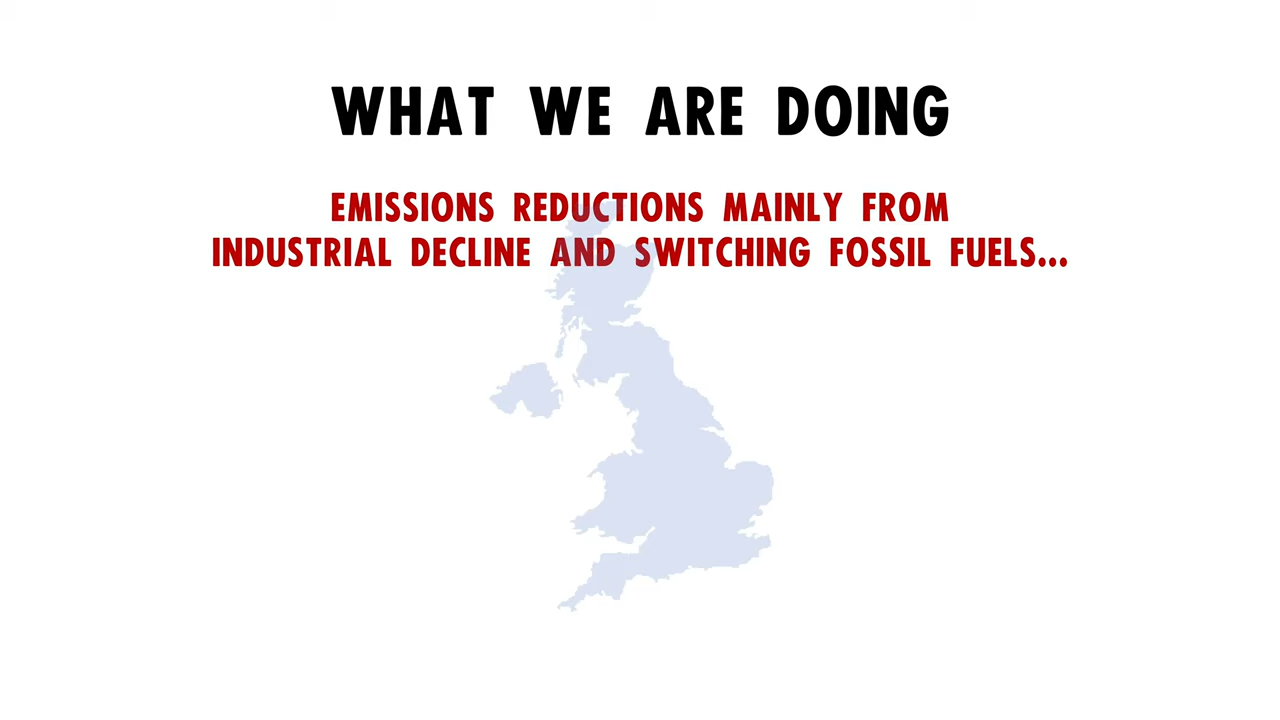 WHAT WE ARE DOING
EMISSIONS REDUCTIONS MAINLY FROM
INDUSTRIAL DECLINE AND SWITCHING FOSSIL FUELS...